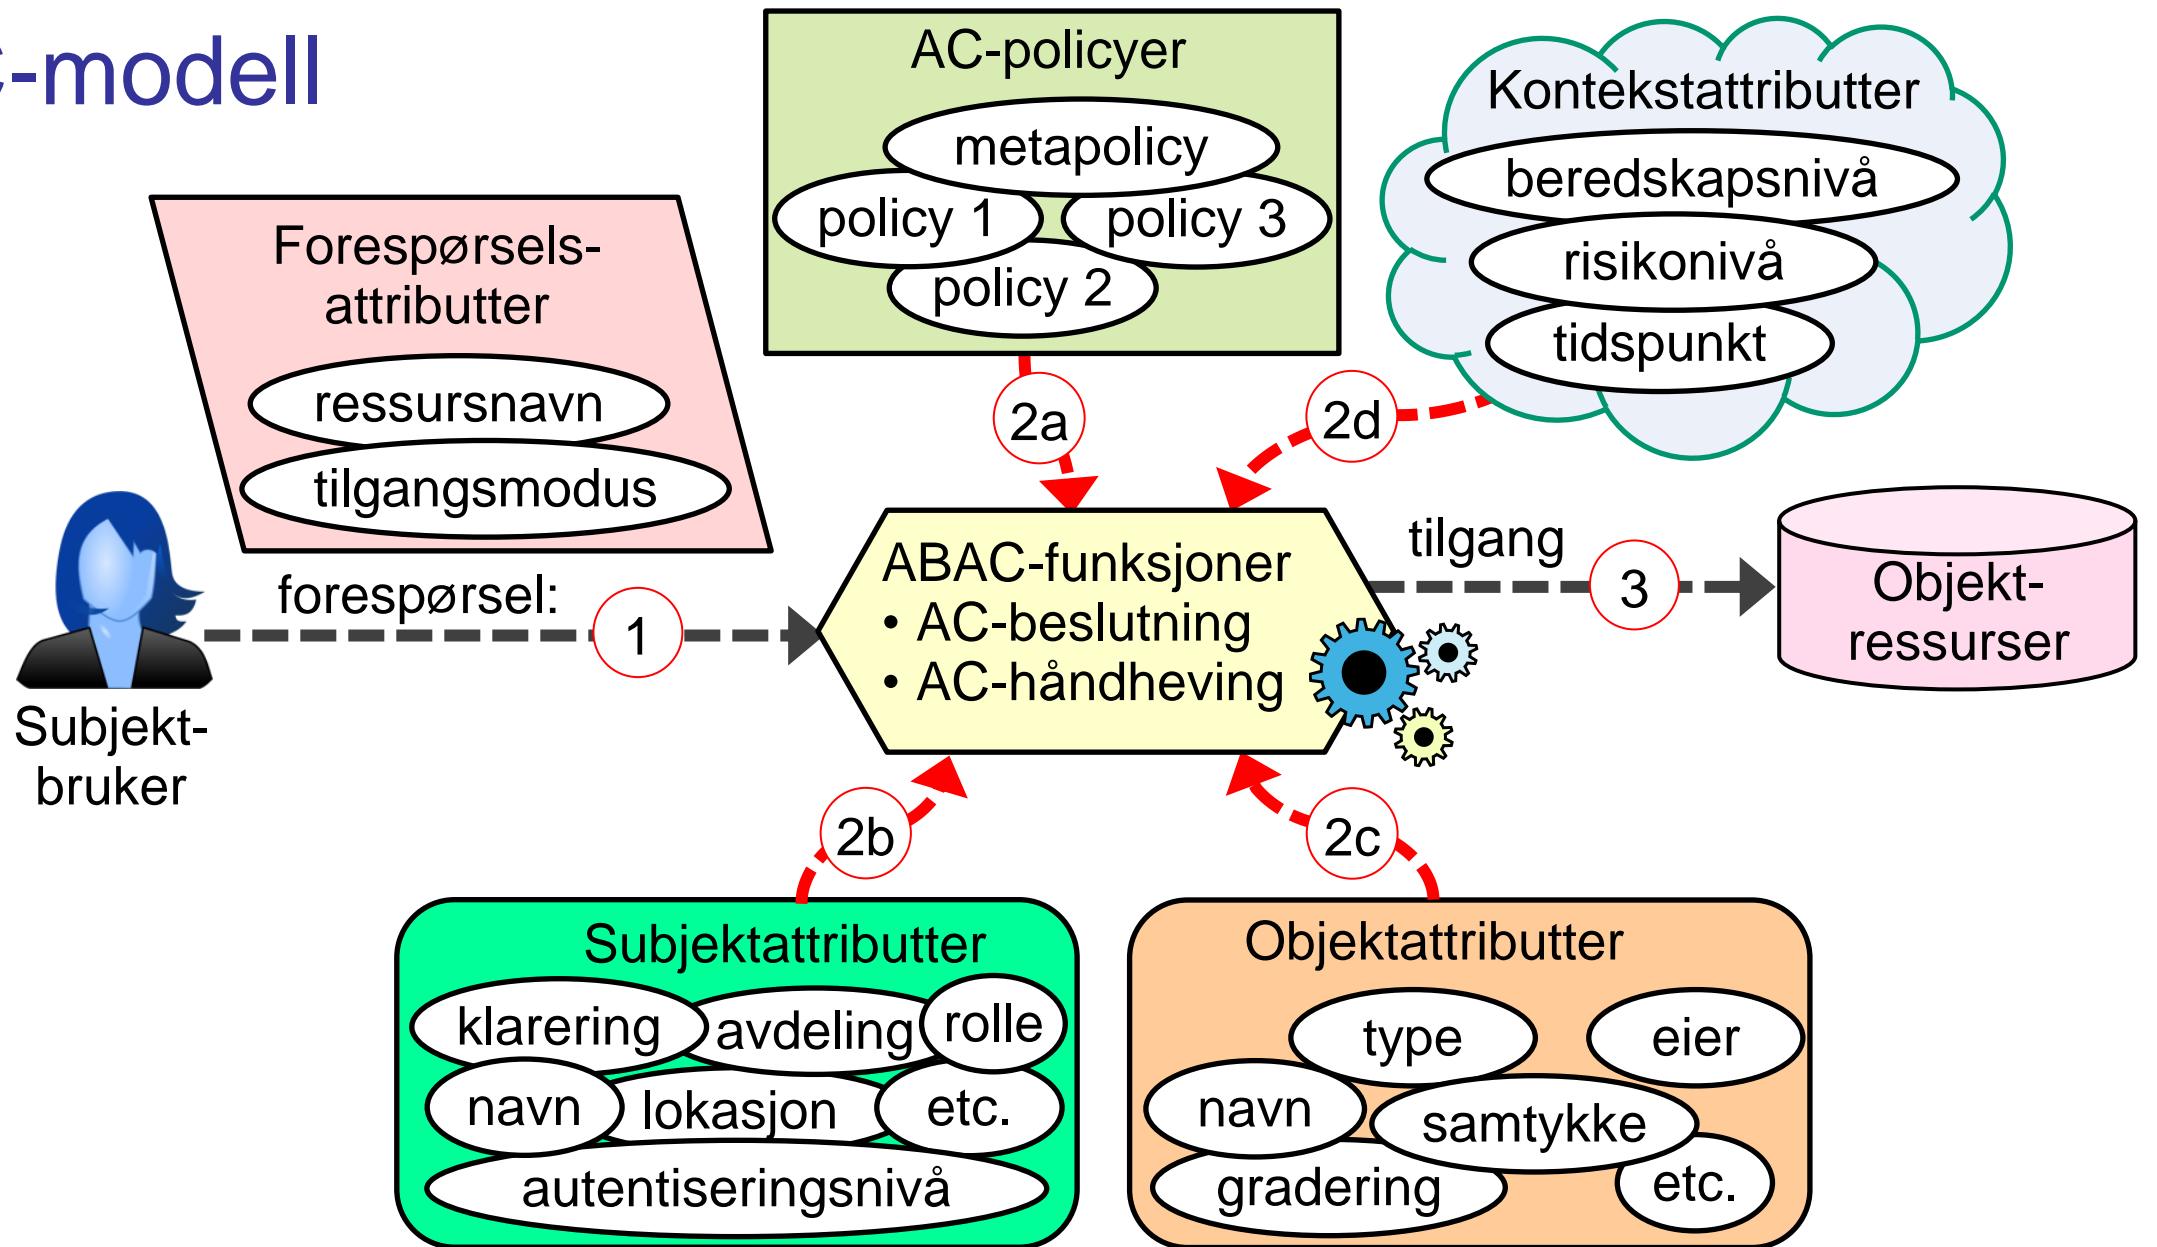 C-modell
AC-policyer
metapolicy
policy 1
policy 3
policy 2
Kontekstattributter
beredskapsnivå
risikonivå
tidspunkt
Forespørsels-
attributter
ressursnavn
tilgangsmodus
2a
2d
forespørsel:
1
Subjekt-
bruker
ABAC-funksjoner
• AC-beslutning
• AC-håndheving
tilgang
3
Objekt-
ressurser
2b
2c
Subjektattributter
klarering
avdeling
rolle
navn
lokasjon
etc.
autentiseringsnivå
Objektattributter
type
eier
navn
samtykke
gradering
etc.